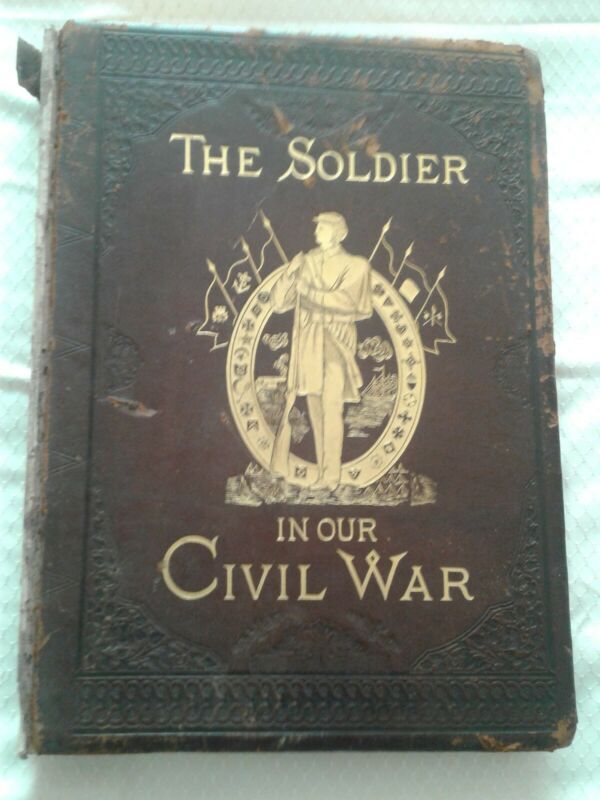 THE SOLDIER
IN OUR
CIVIL WAR